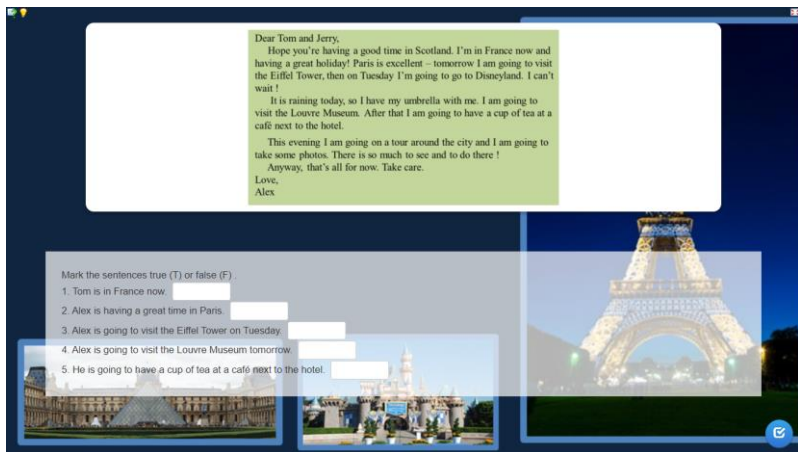 Dear Tom and Jerry,
Hope you're having a good time in Scotland. I'm in France now and
having a great holiday! Paris is excellent – tomorrow I am going to visit
the Eiffel Tower, then on Tuesday I'm going to go to Disneyland. I can't
wait !
It is raining today, so I have my umbrella with me. I am going to
visit the Louvre Museum. After that I am going to have a cup of tea at a
café next to the hotel.
This evening I am going on a tour around the city and I am going to
take some photos. There is so much to see and to do there !
Anyway, that's all for now. Take care.
Love,
Alex
Mark the sentences true (T) or false (F) .
1. Tom is in France now.
2. Alex is having a great time in Paris.
3. Alex is going to visit the Eiffel Tower on Tuesday.
4. Alex is going to visit the Louvre Museum tomorrow.
5. He is going to have a cup of tea at a café next to the hotel.